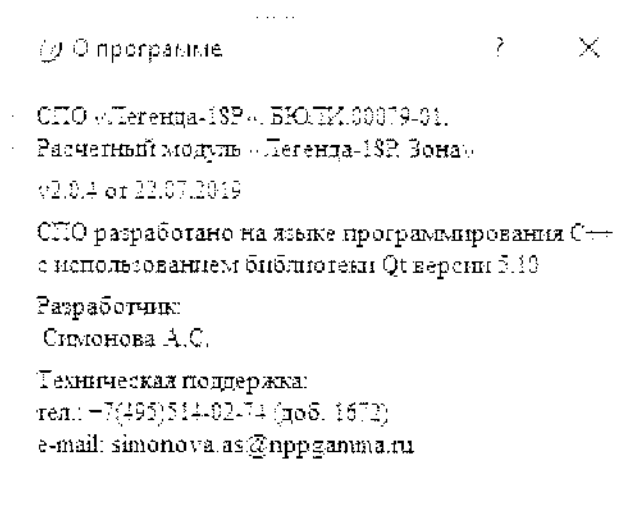 О программе ? ×
СПО «Легенда-18Р». БЮЛИ.00079-01.
Расчетный модуль «Легенда-18Р. Зона»
v2.0.4 от 22.07.2019
СПО разработано на языке программирования C++
с использованием библиотеки Qt версии 5.10
Разработчик:
Симонова А.С.
Техническая поддержка:
тел.: +7(495)514-02-74 (доб. 1672)
e-mail: simonova.as@nppgamma.ru